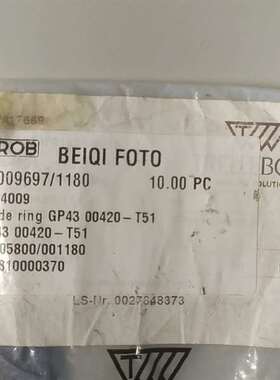 ROB
BEIQI FOTO
009697/1180
10.00 PC
4009
de ring GP43 00420-T51
43 00420-T51
05800/001180
810000370
LS-Nr. 0027848373